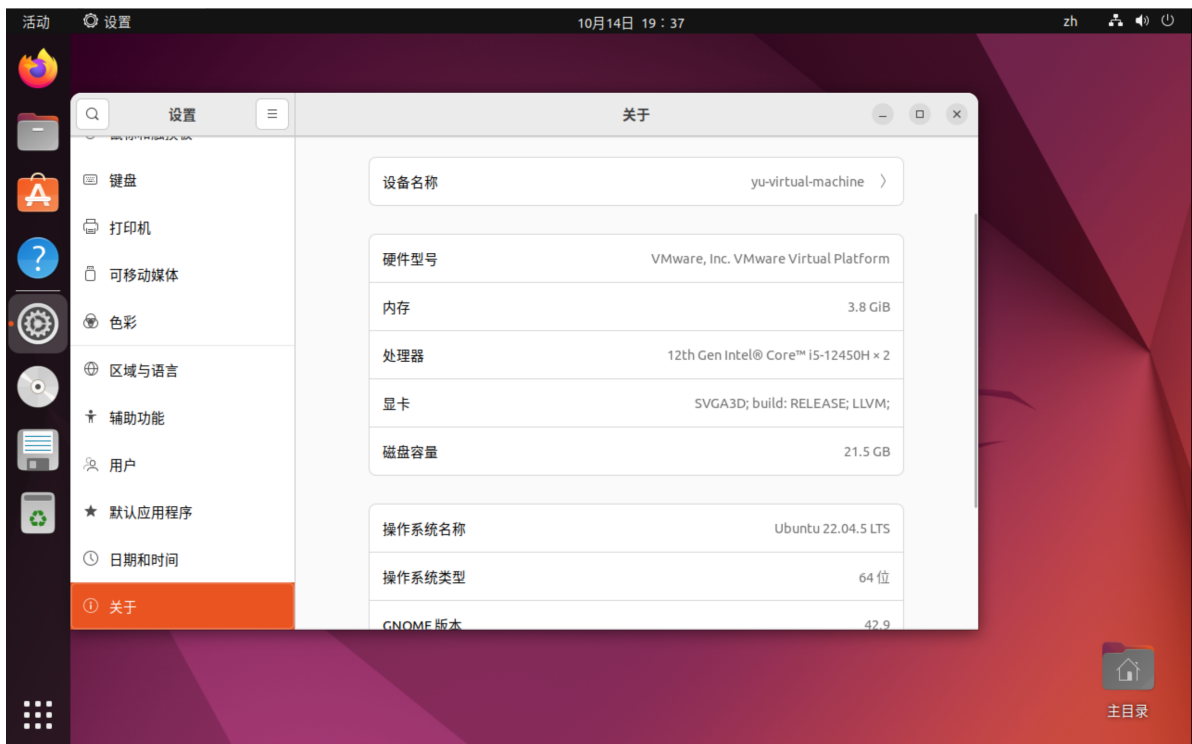 活动 设置 10月14日 19：37 zh
设置 关于
键盘
打印机
可移动媒体
色彩
区域与语言
辅助功能
用户
默认应用程序
日期和时间
关于
设备名称 yu-virtual-machine
硬件型号 VMware, Inc. VMware Virtual Platform
内存 3.8 GiB
处理器 12th Gen Intel® Core™ i5-12450H × 2
显卡 SVGA3D; build: RELEASE; LLVM;
磁盘容量 21.5 GB
操作系统名称 Ubuntu 22.04.5 LTS
操作系统类型 64 位
GNOME 版本 42.9
主目录